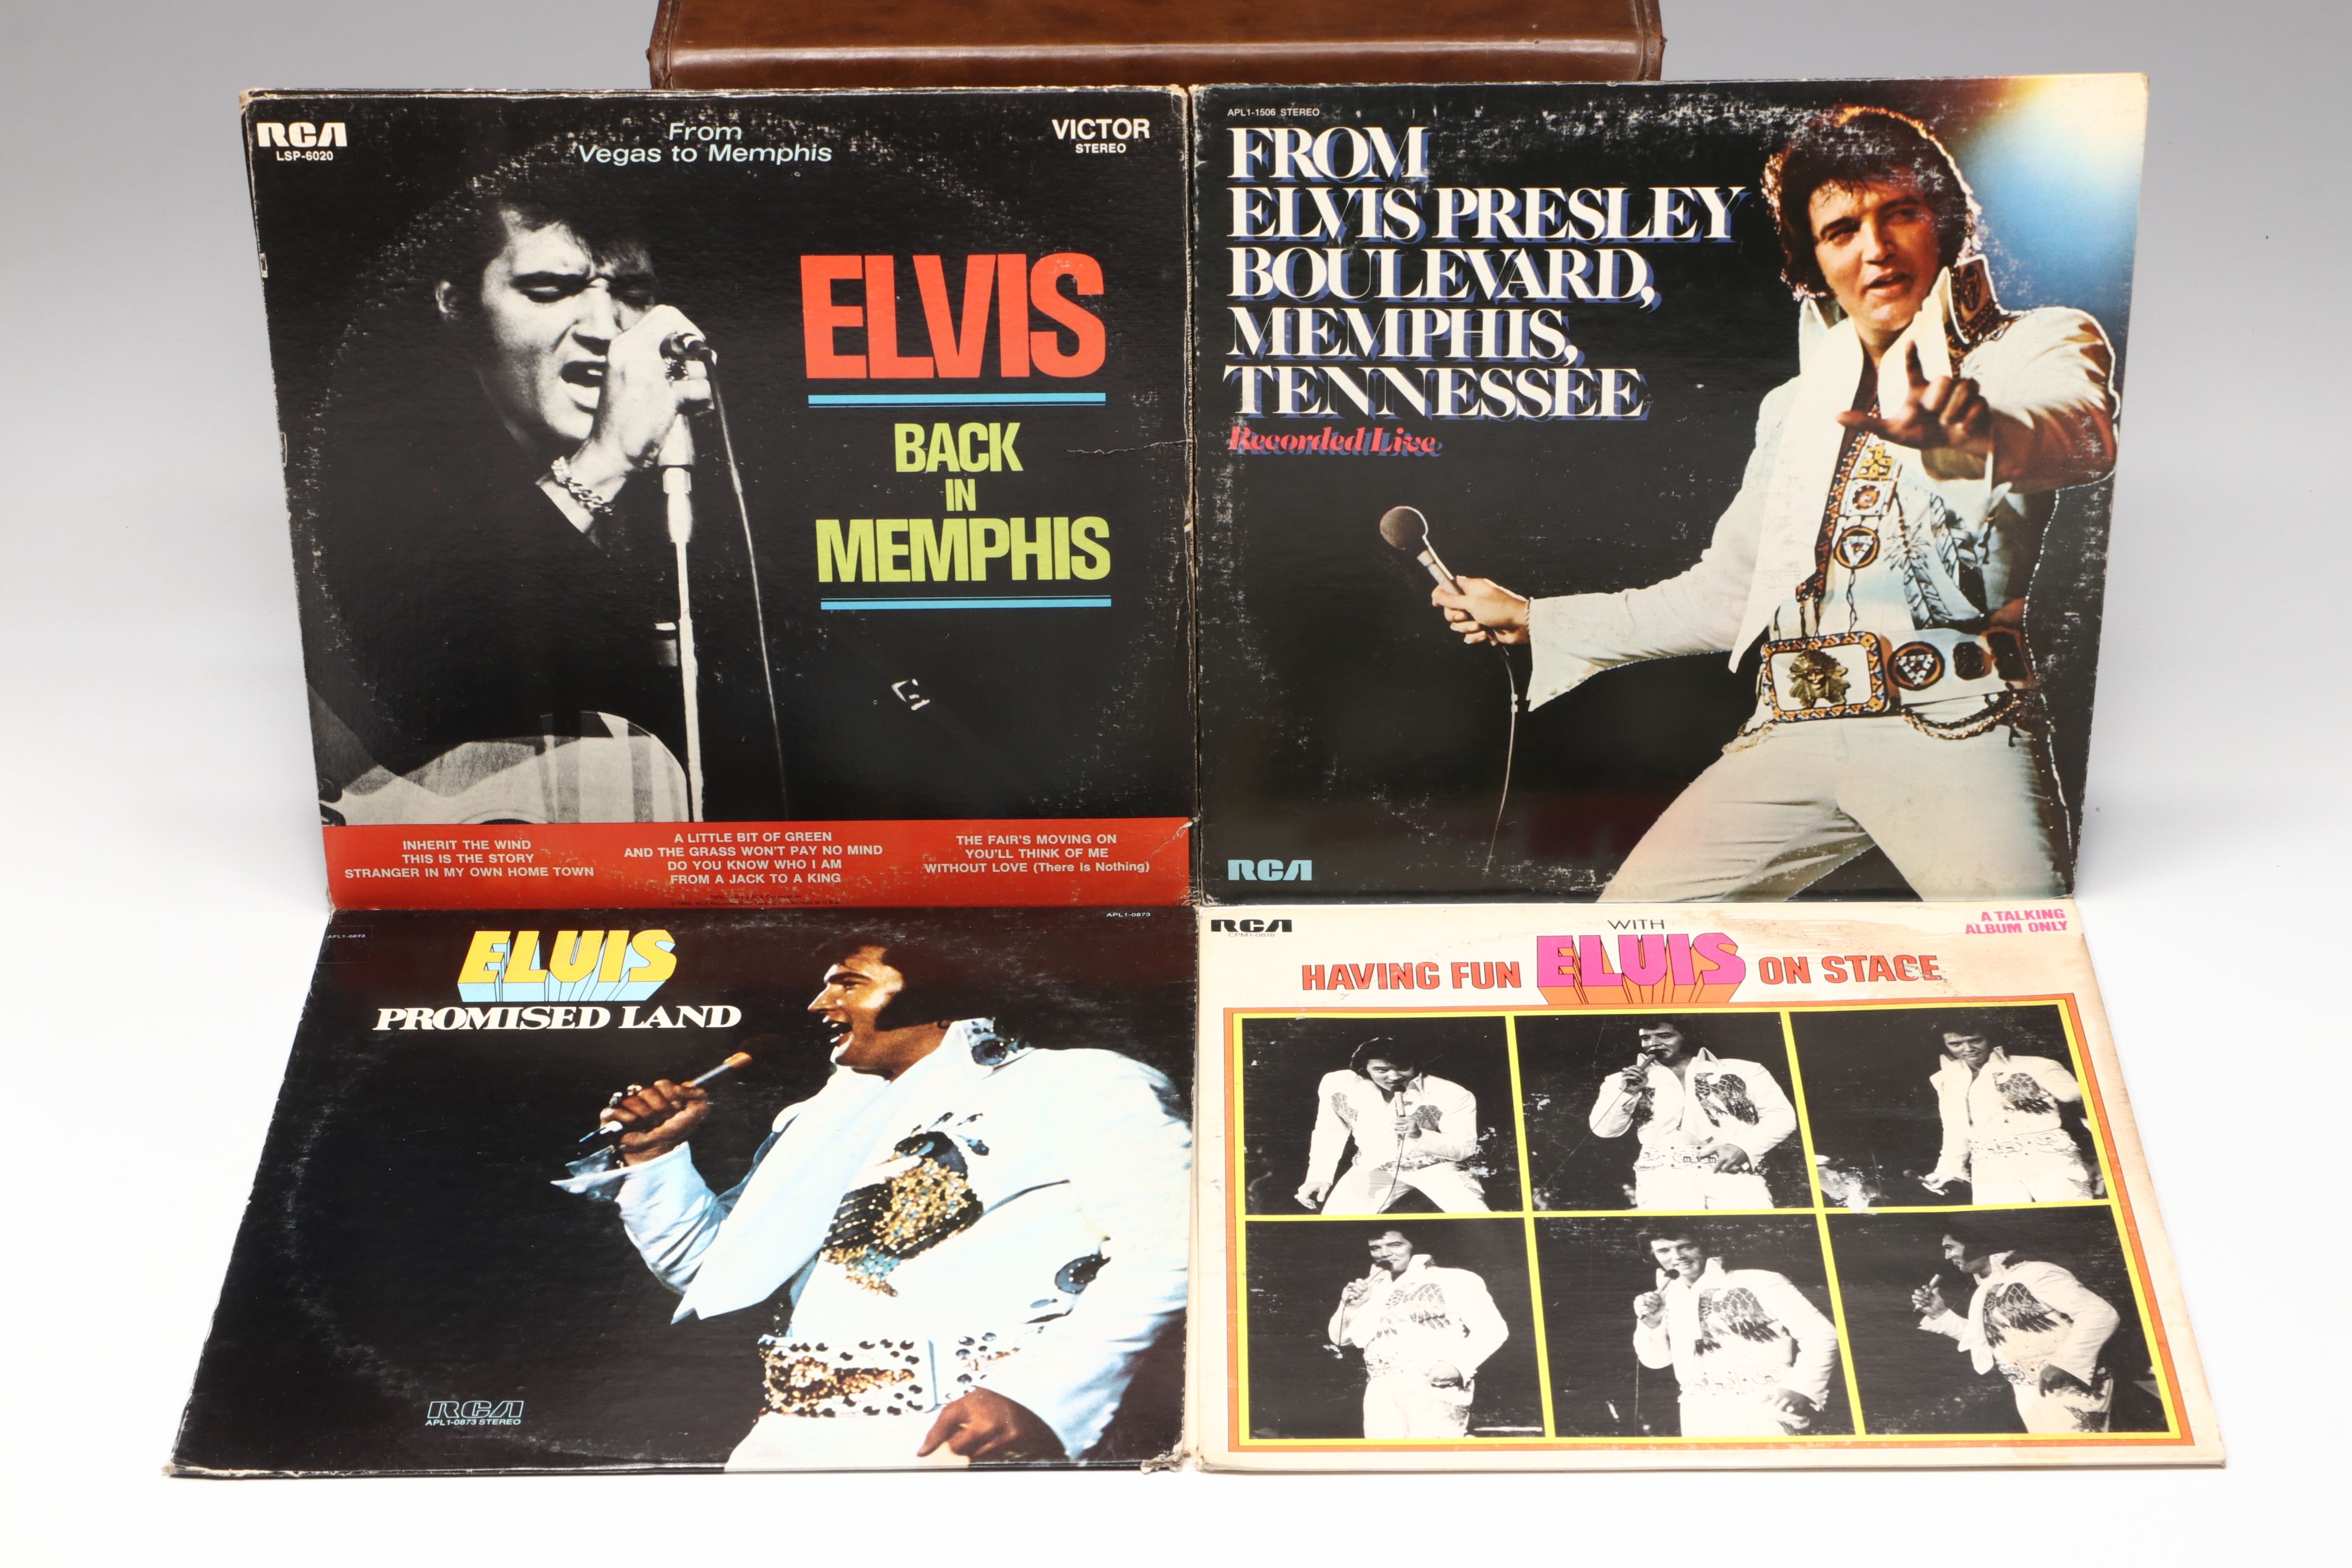 RCA
LSP-6020
From
Vegas to Memphis
VICTOR
STEREO
ELVIS
BACK
IN
MEMPHIS
INHERIT THE WIND
THIS IS THE STORY
STRANGER IN MY OWN HOME TOWN
A LITTLE BIT OF GREEN
AND THE GRASS WON'T PAY NO MIND
DO YOU KNOW WHO I AM
FROM A JACK TO A KING
THE FAIR'S MOVING ON
YOU'LL THINK OF ME
WITHOUT LOVE (There Is Nothing)
APL1-1506 STEREO
FROM
ELVIS PRESLEY
BOULEVARD,
MEMPHIS,
TENNESSEE
Recorded Live
RCA
APL1-0873
APL1-0873
ELVIS
PROMISED LAND
RCA
APL1-0873 STEREO
RCA
CPM1-0818
WITH
A TALKING
ALBUM ONLY
HAVING FUN ELVIS ON STAGE